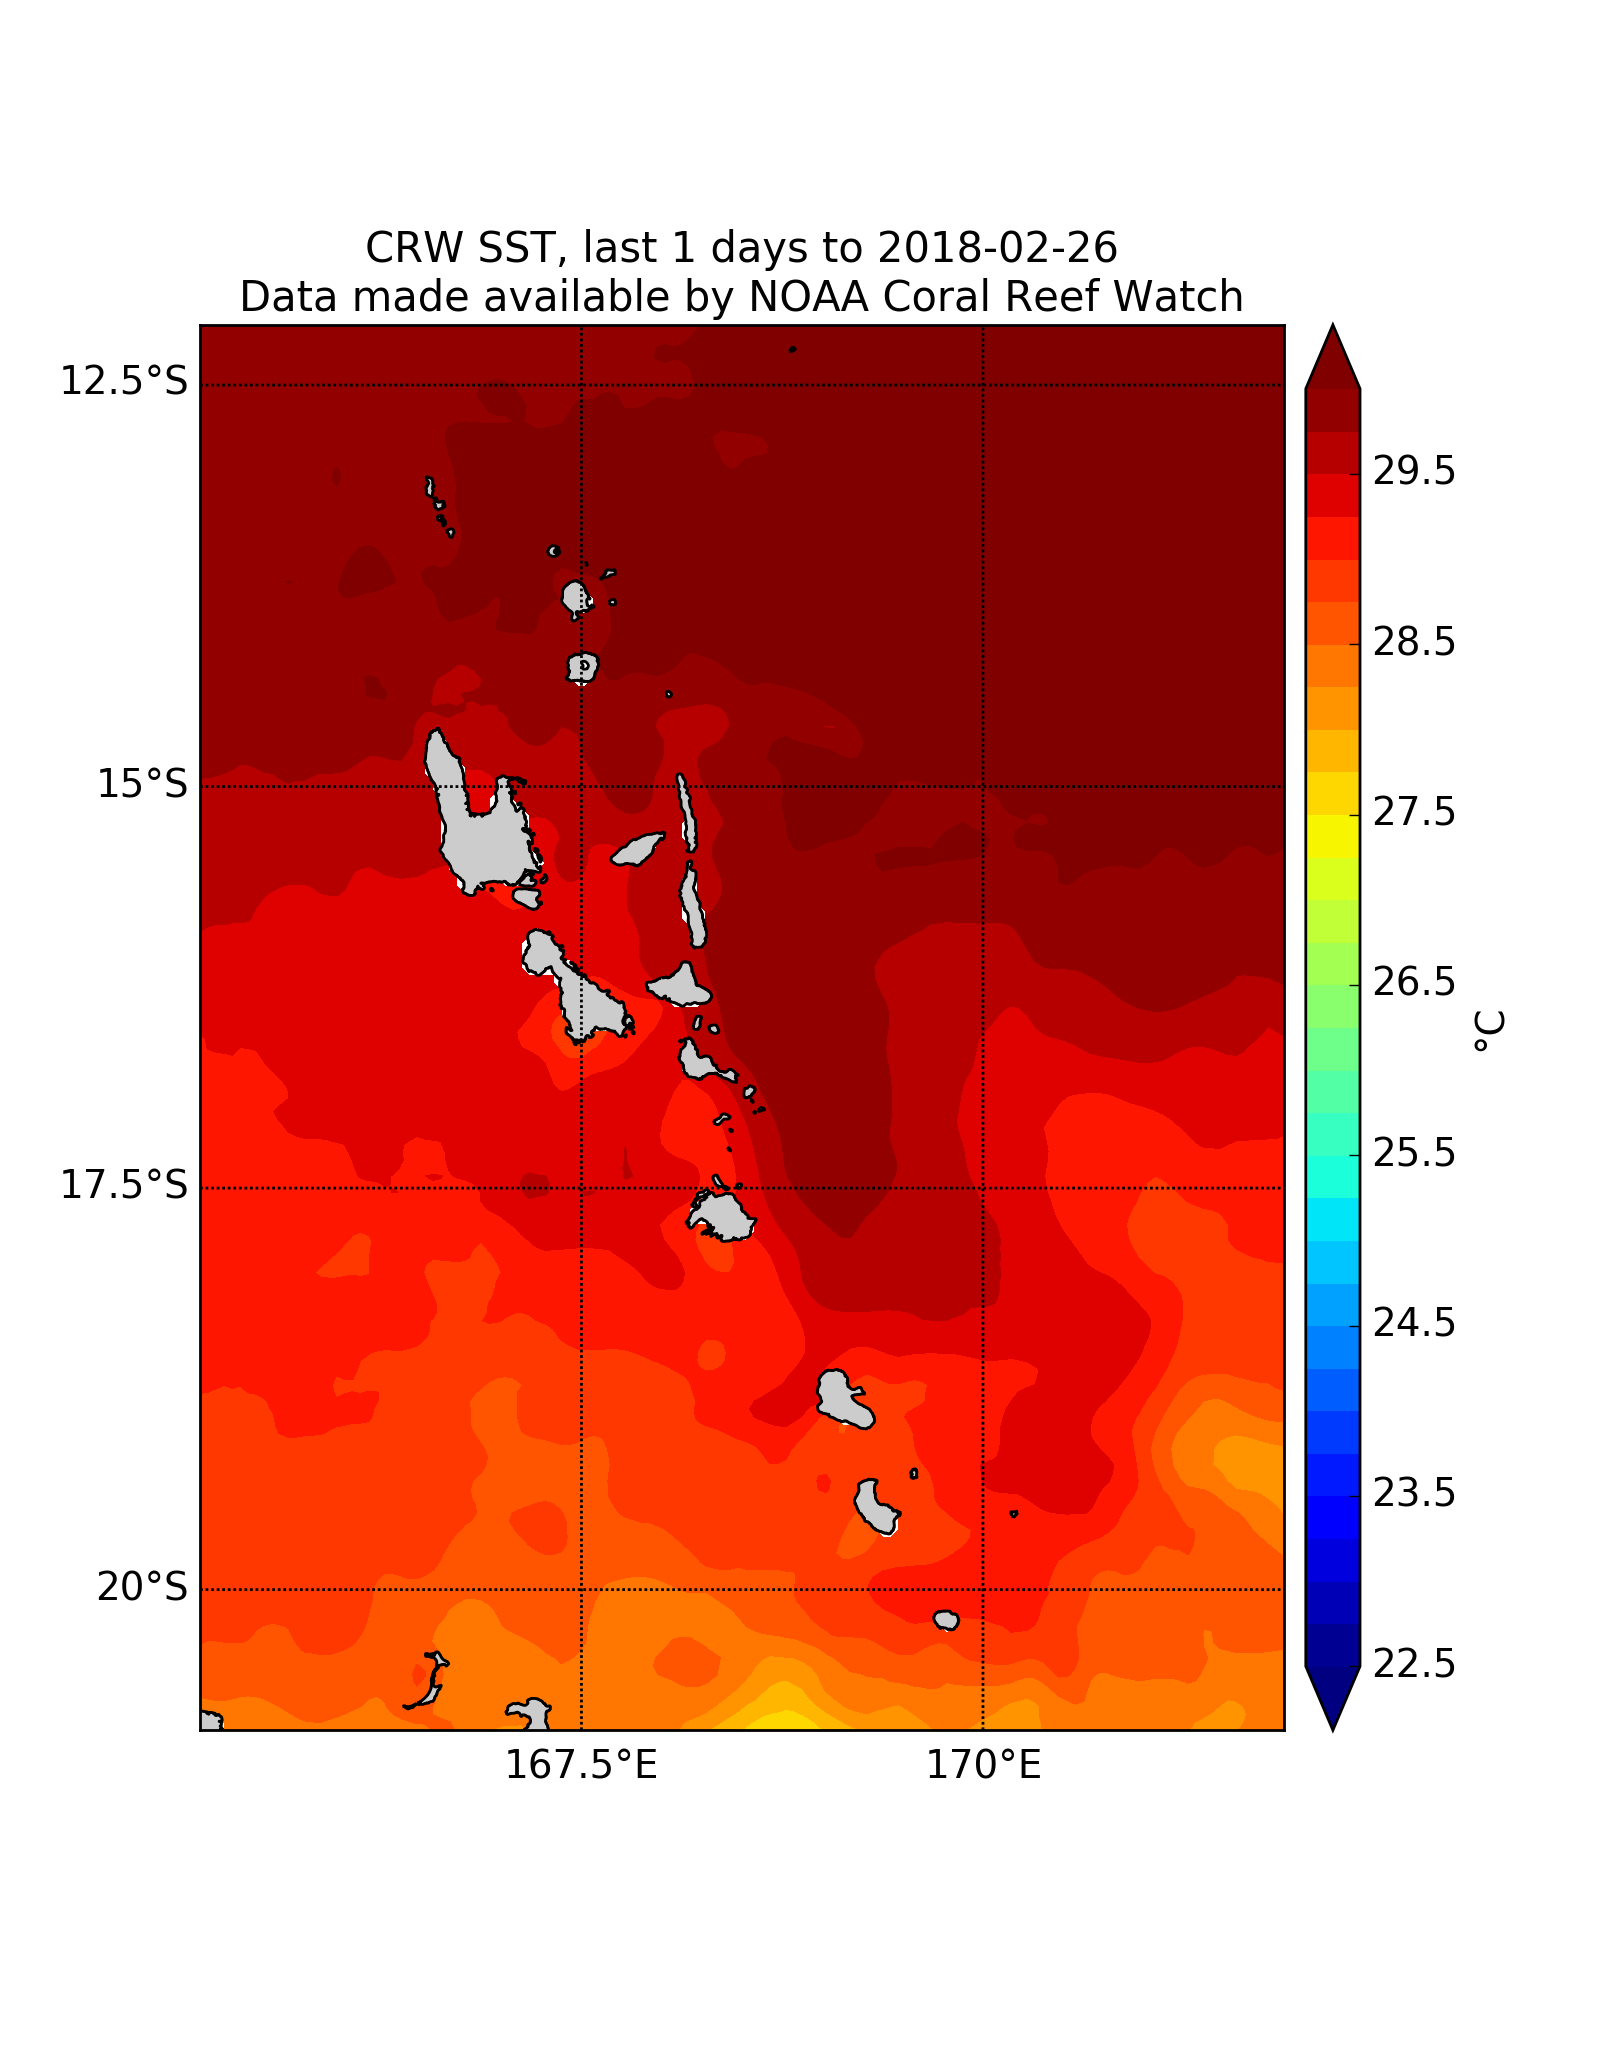 CRW SST, last 1 days to 2018-02-26
Data made available by NOAA Coral Reef Watch
12.5°S
15°S
17.5°S
20°S
167.5°E
170°E
29.5
28.5
27.5
26.5
25.5
24.5
23.5
22.5
°C